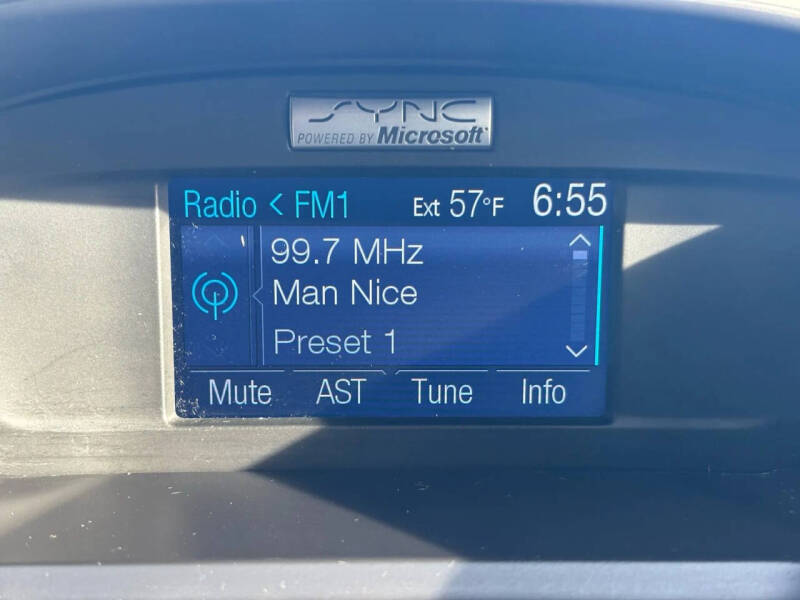 SYNC
POWERED BY Microsoft
Radio < FM1 Ext 57°F 6:55
99.7 MHz
Man Nice
Preset 1
Mute AST Tune Info